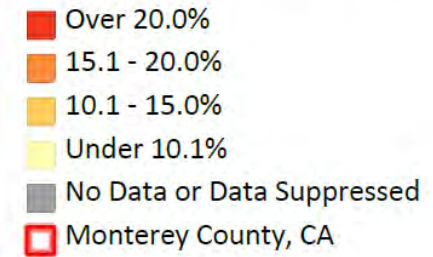 Over 20.0%
15.1 - 20.0%
10.1 - 15.0%
Under 10.1%
No Data or Data Suppressed
Monterey County, CA